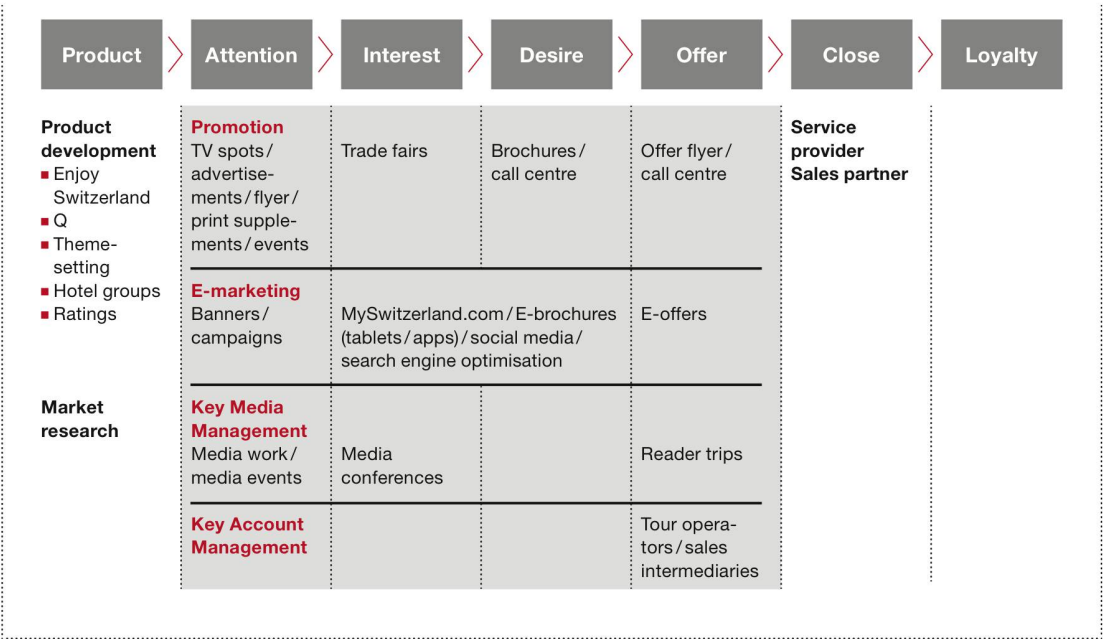 Product
Attention
Interest
Desire
Offer
Close
Loyalty
Product
development
Enjoy
Switzerland
Q
Theme-
setting
Hotel groups
Ratings
Market
research
Promotion
TV spots /
advertise-
ments / flyer /
print supple-
ments / events
Trade fairs
Brochures /
call centre
Offer flyer /
call centre
E-marketing
Banners /
campaigns
MySwitzerland.com / E-brochures
(tablets / apps) / social media /
search engine optimisation
E-offers
Key Media
Management
Media work /
media events
Media
conferences
Reader trips
Key Account
Management
Tour opera-
tors / sales
intermediaries
Service
provider
Sales partner